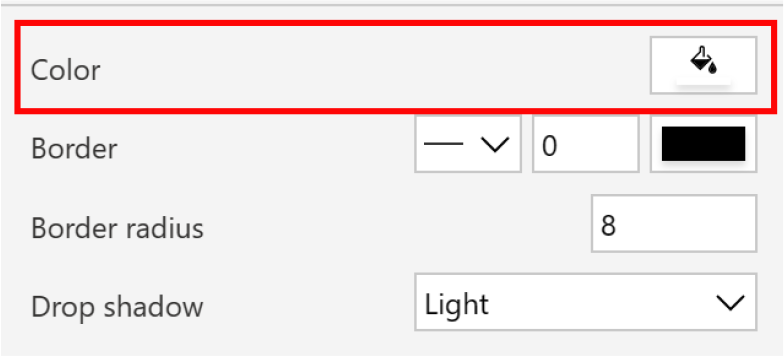 Color
Border 0
Border radius 8
Drop shadow Light